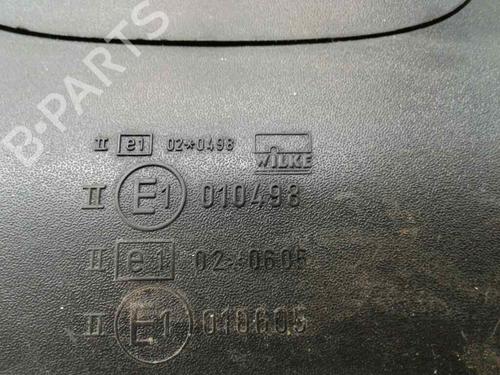 B-PARTS
II e1 02*0498 WILKE
II E1 010498
II e1 02*0605
II E1 010605